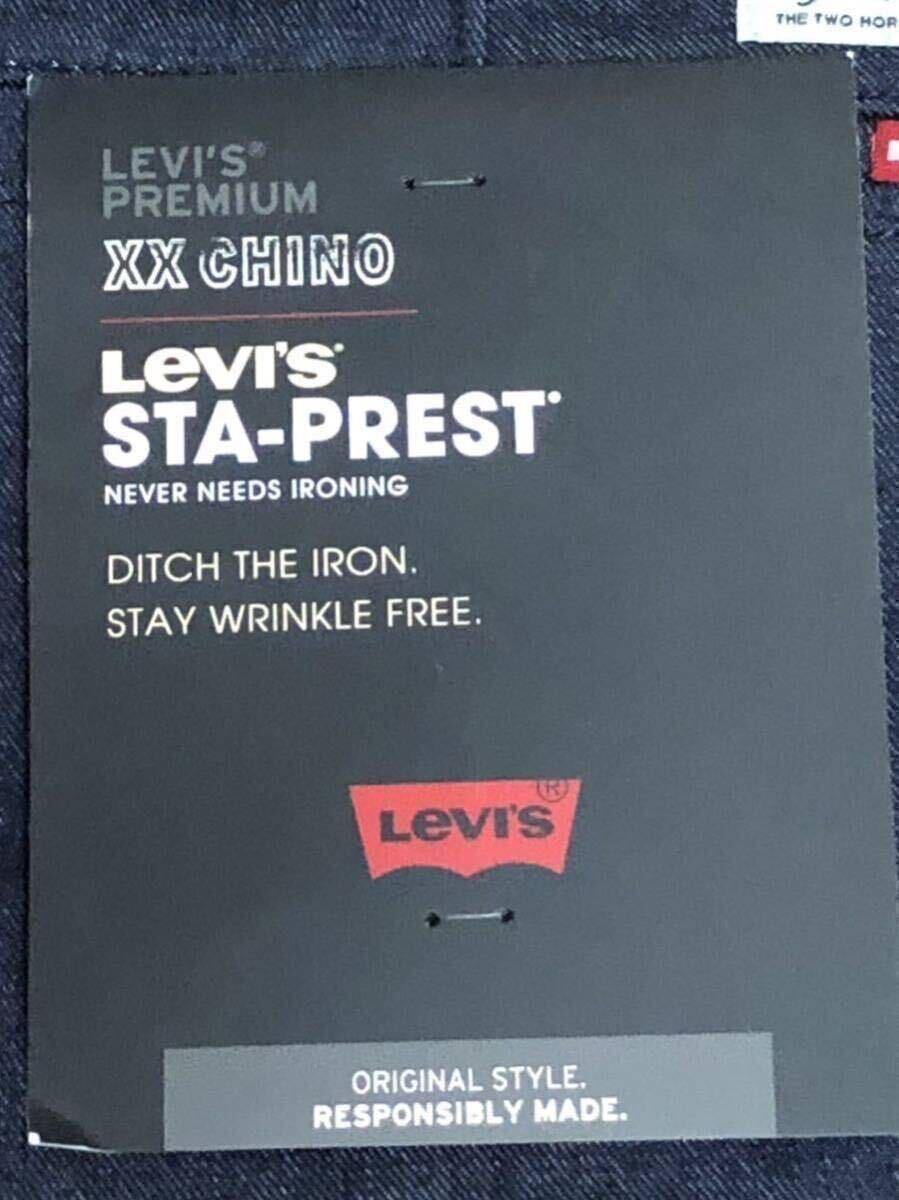 THE TWO HOR
LEVI'S®
PREMIUM
XX CHINO
LEVI'S®
STA-PREST®
NEVER NEEDS IRONING
DITCH THE IRON.
STAY WRINKLE FREE.
LEVI'S®
ORIGINAL STYLE.
RESPONSIBLY MADE.